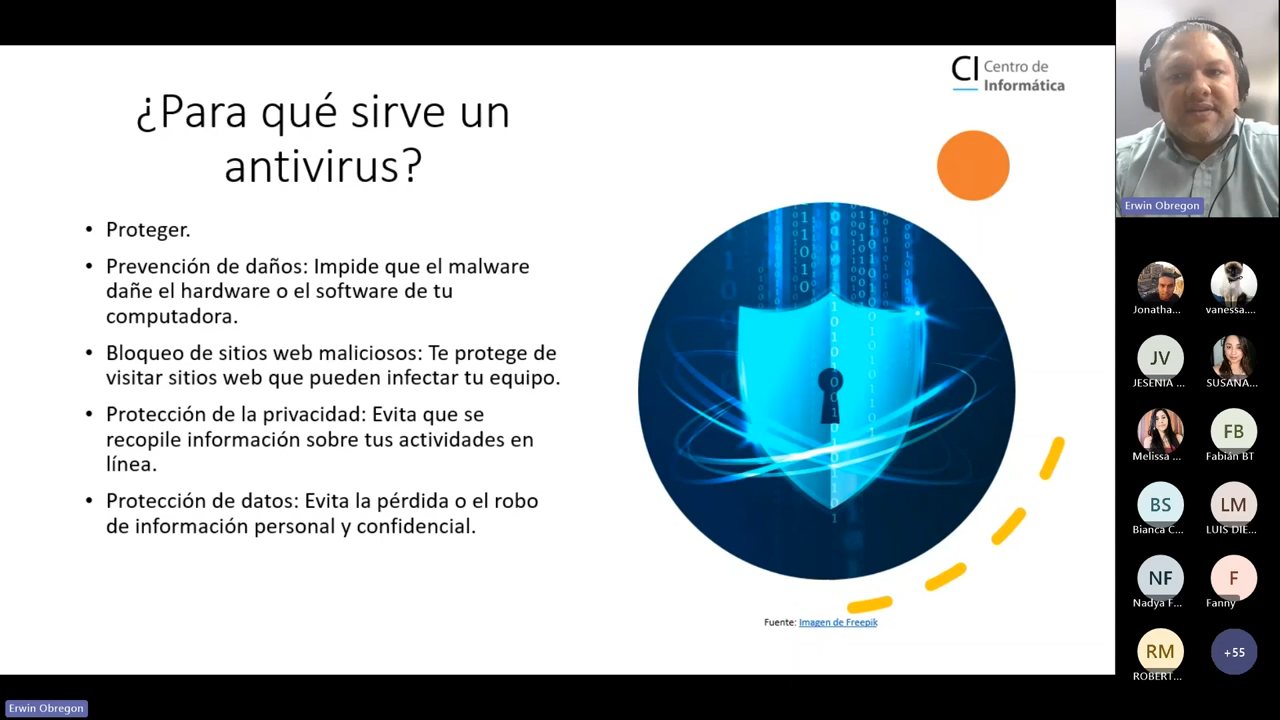 CI Centro de
Informática
¿Para qué sirve un
antivirus?
• Proteger.
• Prevención de daños: Impide que el malware
dañe el hardware o el software de tu
computadora.
• Bloqueo de sitios web maliciosos: Te protege de
visitar sitios web que pueden infectar tu equipo.
• Protección de la privacidad: Evita que se
recopile información sobre tus actividades en
línea.
• Protección de datos: Evita la pérdida o el robo
de información personal y confidencial.
Fuente: Imagen de Freepik
Erwin Obregon
Jonatha...
vanessa....
JV
JESENIA ...
SUSANA...
Melissa ...
FB
Fabián BT
BS
Bianca C...
LM
LUIS DIE...
NF
Nadya F...
F
Fanny
RM
ROBERT...
+55
Erwin Obregon